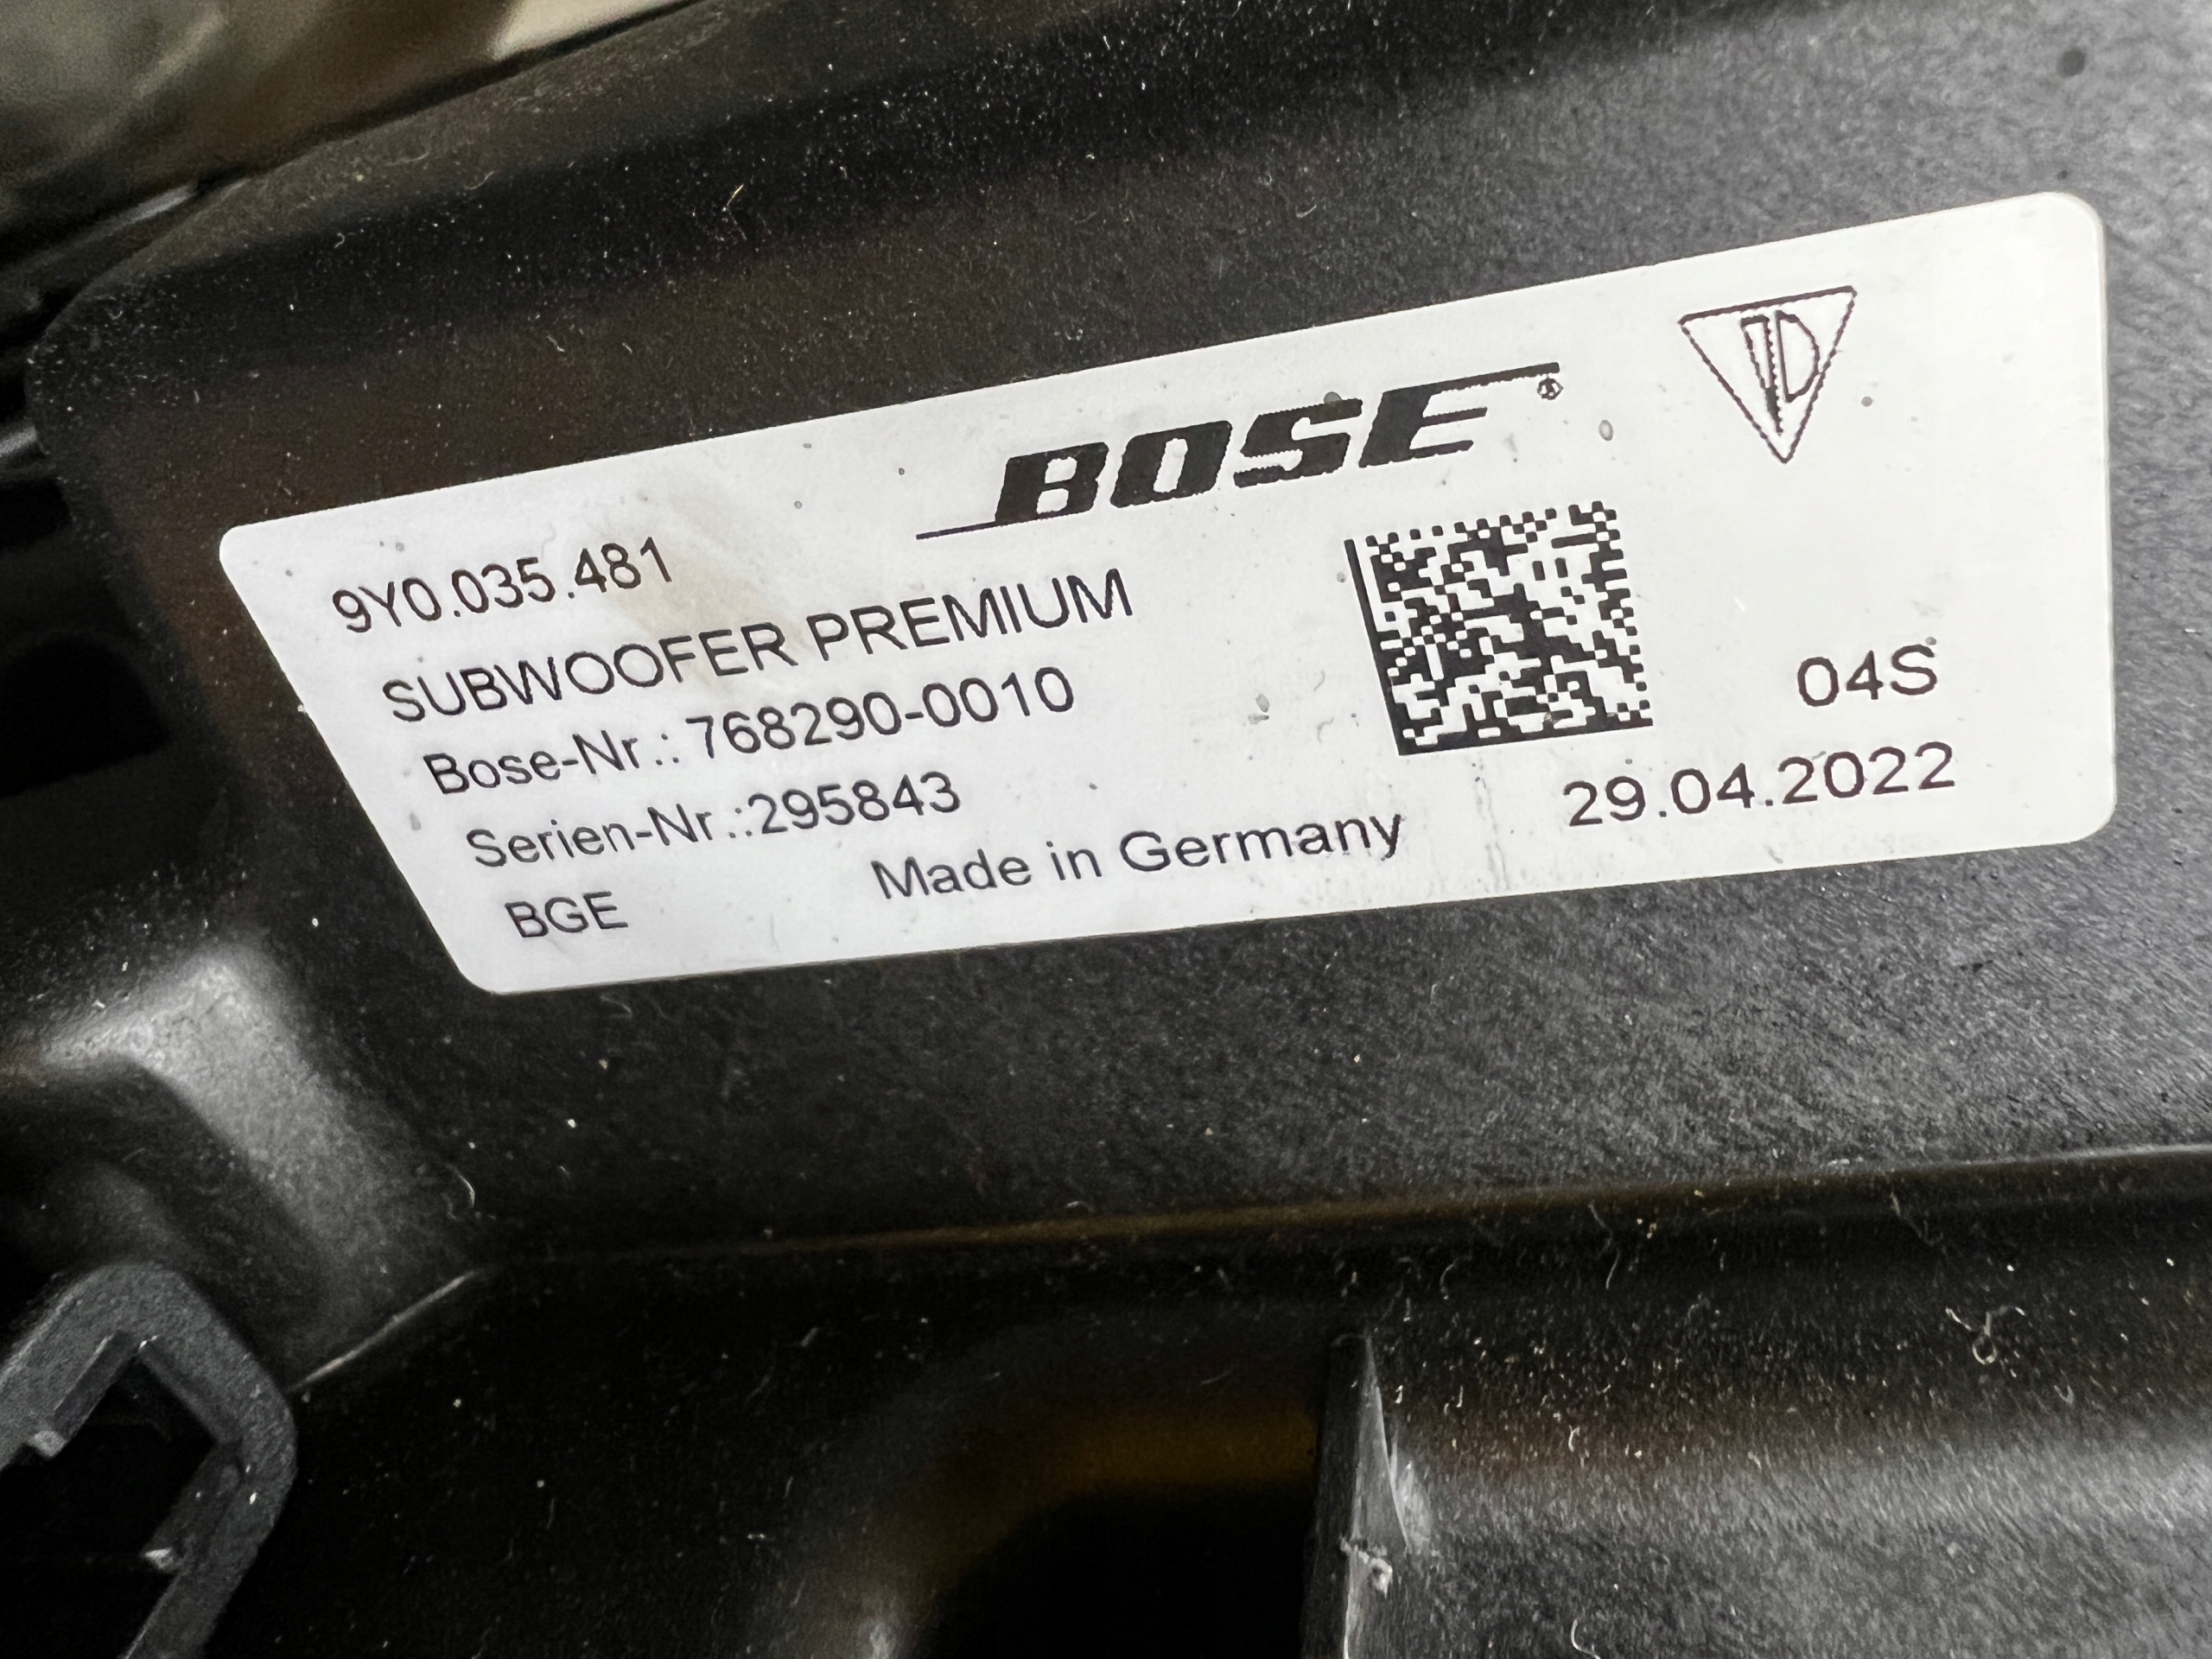 BOSE®
9Y0.035.481
SUBWOOFER PREMIUM
Bose-Nr.: 768290-0010
Serien-Nr.:295843
BGE
Made in Germany
04S
29.04.2022